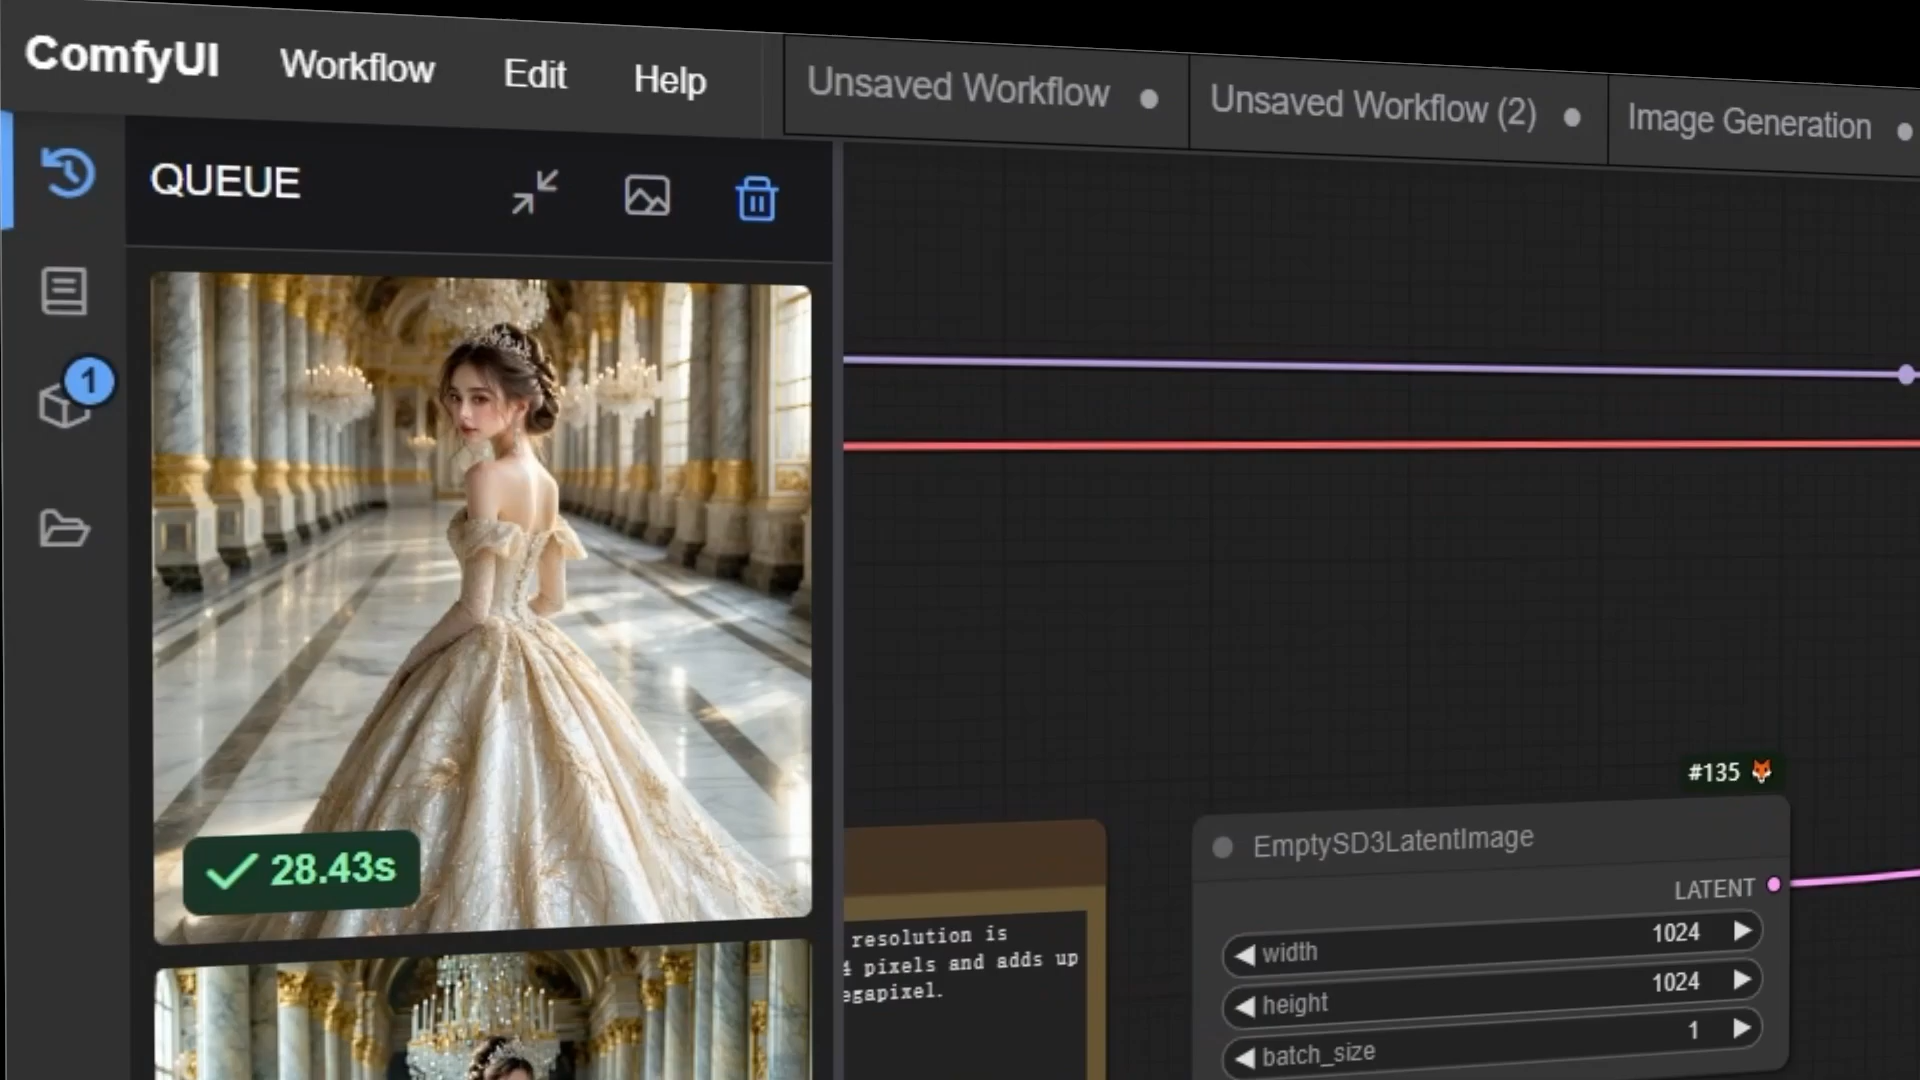 ComfyUI Workflow Edit Help Unsaved Workflow Unsaved Workflow (2) Image Generation
QUEUE
1
28.43s
resolution is
pixels and adds up
egapixel.
#135
EmptySD3LatentImage
LATENT
width 1024
height 1024
batch_size 1